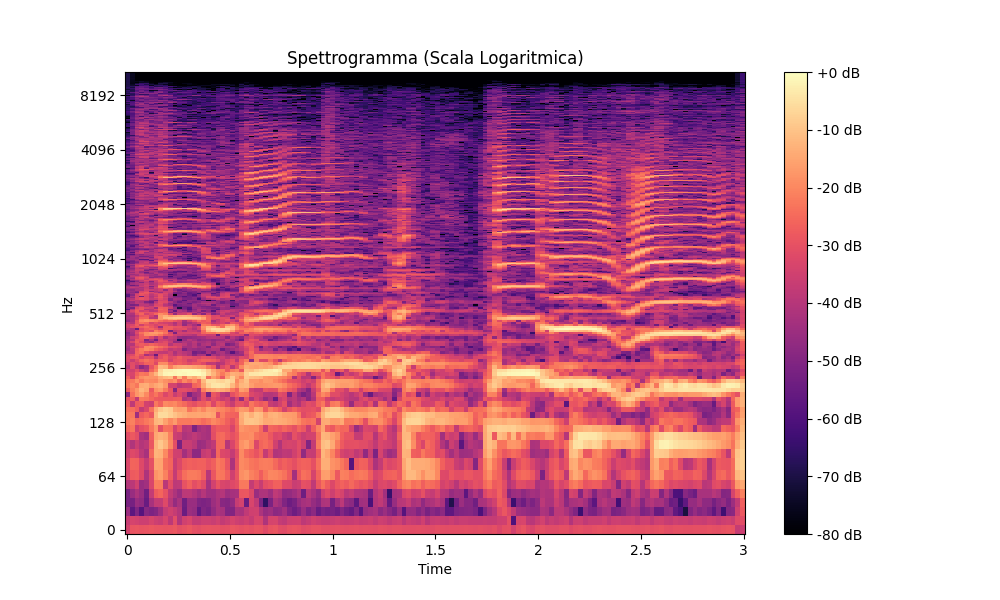 Spettrogramma (Scala Logaritmica)
8192
4096
2048
1024
512
256
128
64
0
Hz
0
0.5
1
1.5
2
2.5
3
Time
+0 dB
-10 dB
-20 dB
-30 dB
-40 dB
-50 dB
-60 dB
-70 dB
-80 dB